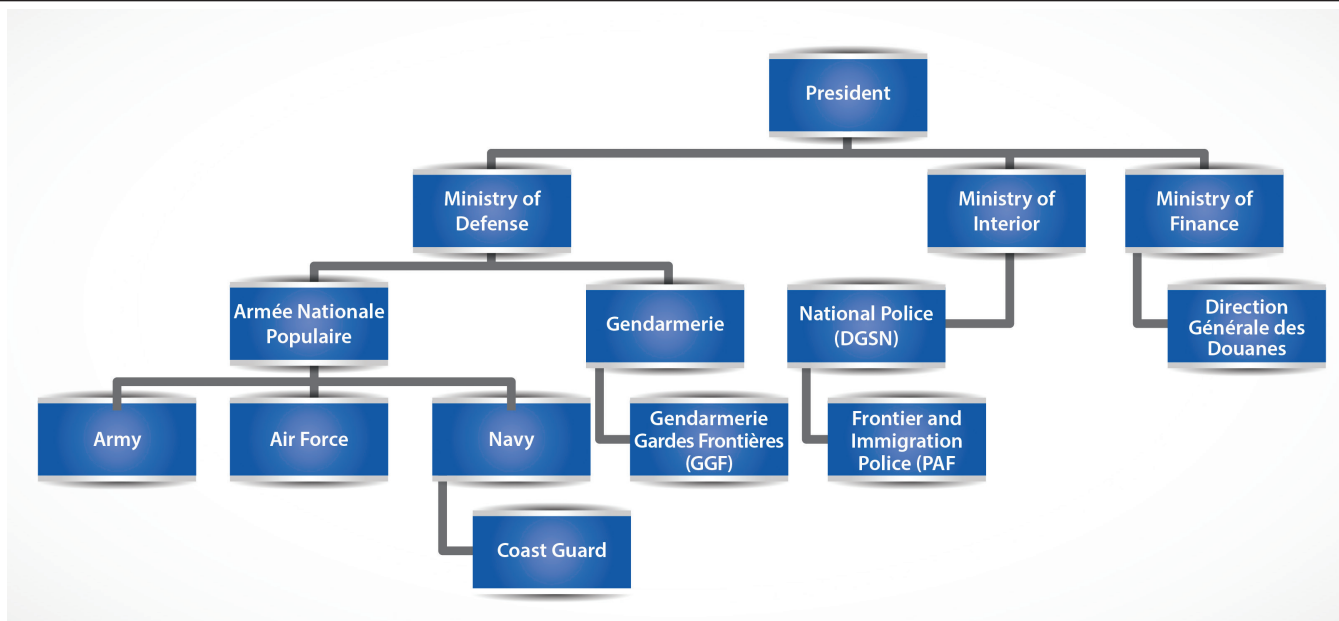 President
Ministry of
Defense
Ministry of
Interior
Ministry of
Finance
Armée Nationale
Populaire
Gendarmerie
National Police
(DGSN)
Direction
Générale des
Douanes
Army
Air Force
Navy
Gendarmerie
Gardes Frontières
(GGF)
Frontier and
Immigration
Police (PAF
Coast Guard